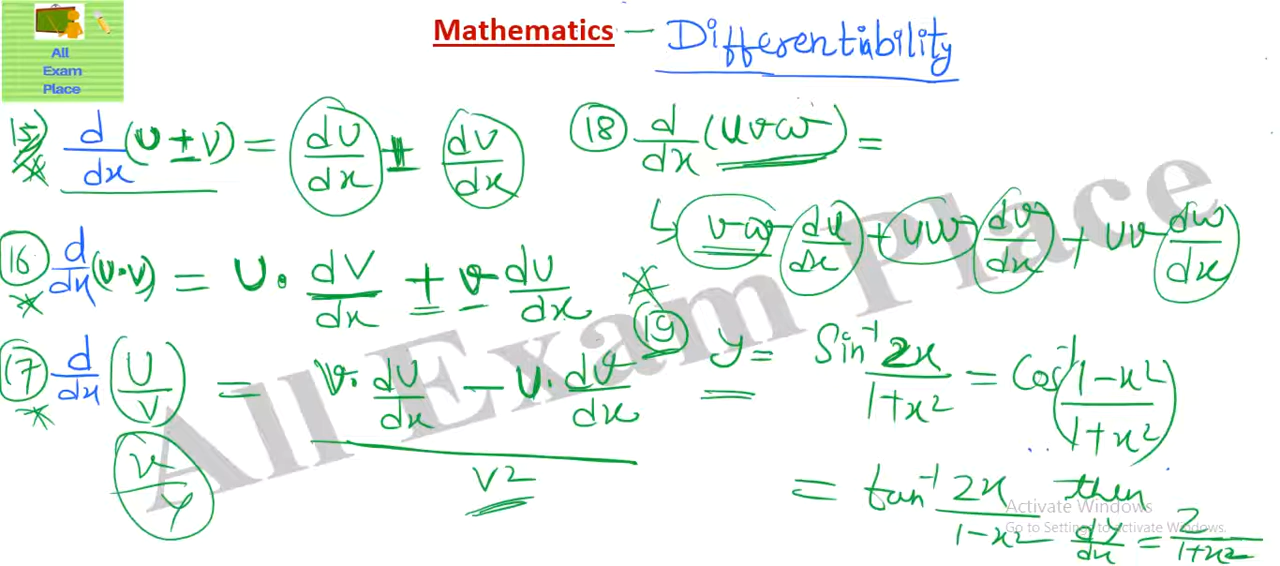 All
Exam
Place
Mathematics - Differentiability
15) d/dx (U ± V) = dU/dx ± dV/dx
16 d/dx (U·V) = U· dV/dx + v dU/dx
17 d/dx (U/V) = (V· dU/dx − U· dv/dx) / V2
u/y
18 d/dx (uvw) =
↳ v-w du/dx + uw dv/dx + uv dw/dx
19 y = Sin⁻¹ 2x/1+x² = Cos⁻¹(1-x²/1+x²)
= tan⁻¹ 2x/1-x² then dy/dx = 2/1+x²
All Exam Place
Activate Windows
Go to Settings to activate Windows.